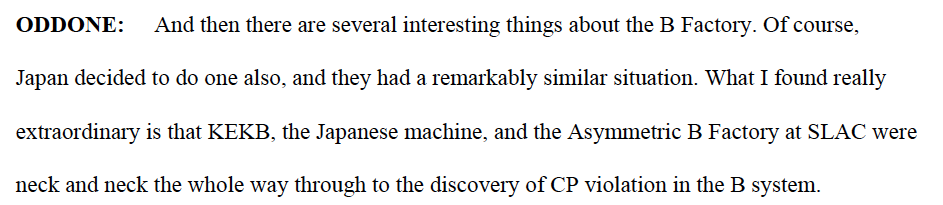 ODDONE: And then there are several interesting things about the B Factory. Of course,
Japan decided to do one also, and they had a remarkably similar situation. What I found really
extraordinary is that KEKB, the Japanese machine, and the Asymmetric B Factory at SLAC were
neck and neck the whole way through to the discovery of CP violation in the B system.